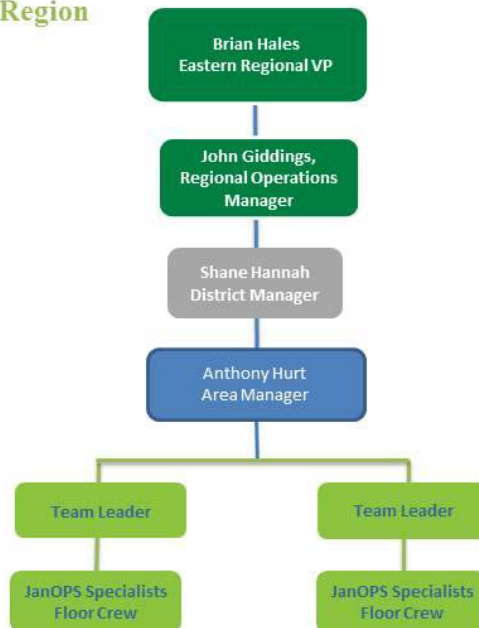 Region
Brian Hales
Eastern Regional VP
John Giddings,
Regional Operations
Manager
Shane Hannah
District Manager
Anthony Hurt
Area Manager
Team Leader
Team Leader
JanOPS Specialists
Floor Crew
JanOPS Specialists
Floor Crew